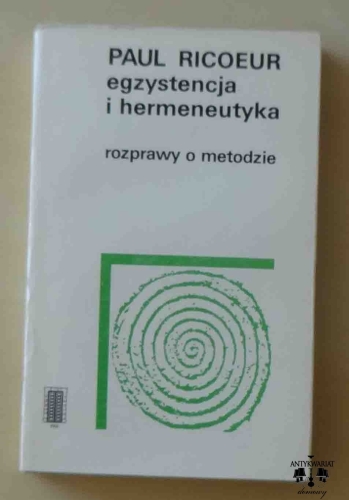 PAUL RICOEUR
egzystencja
i hermeneutyka
rozprawy o metodzie
ANTYKWARIAT